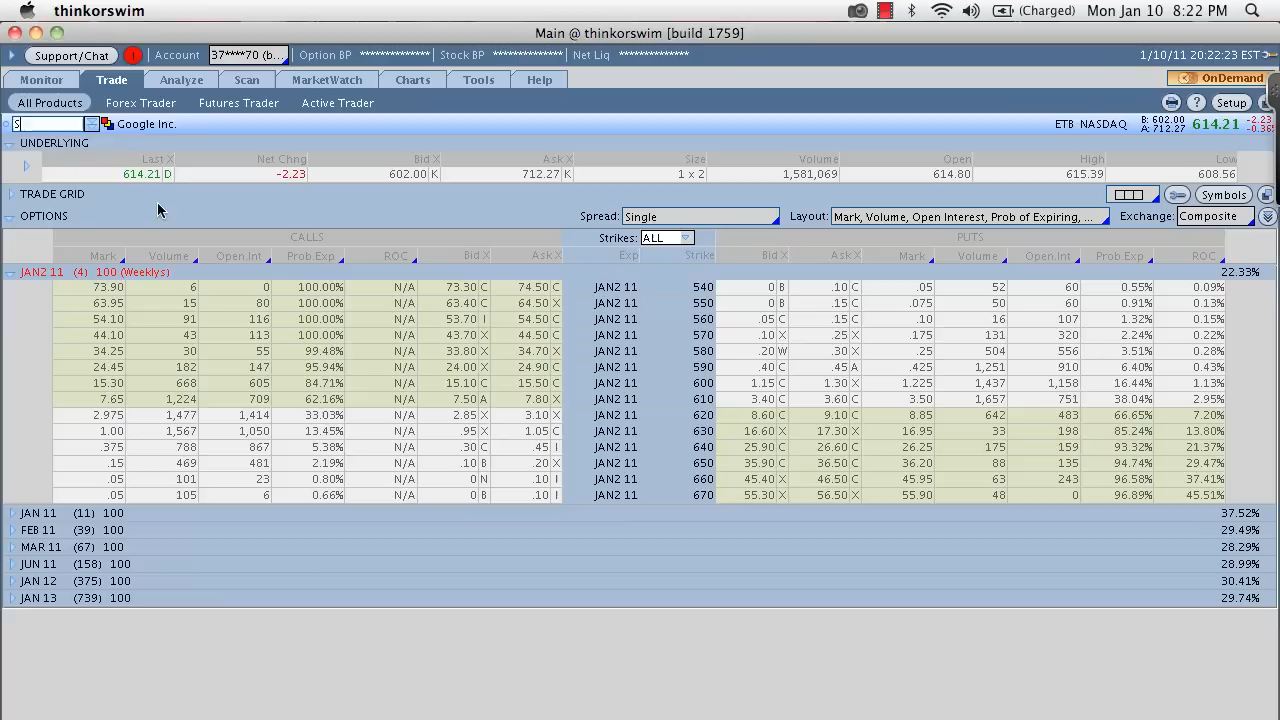 thinkorswim (Charged) Mon Jan 10 8:22 PM
Main @ thinkorswim [build 1759]
Support/Chat ! Account 37****70 (b... Option BP ************** Stock BP ************** Net Liq ************** 1/10/11 20:22:23 EST
Monitor Trade Analyze Scan MarketWatch Charts Tools Help OnDemand
All Products Forex Trader Futures Trader Active Trader ? Setup
S Google Inc. ETB NASDAQ B: 602.00 A: 712.27 614.21 -2.23 -0.36
UNDERLYING
Last X Net Chng Bid X Ask X Size Volume Open High Low
614.21 D -2.23 602.00 K 712.27 K 1 x 2 1,581,069 614.80 615.39 608.56
TRADE GRID Symbols
OPTIONS Spread: Single Layout: Mark, Volume, Open Interest, Prob of Expiring, ... Exchange: Composite
CALLS Strikes: ALL PUTS
Mark Volume Open.Int Prob Exp ROC Bid X Ask X Exp Strike Bid X Ask X Mark Volume Open.Int Prob Exp ROC
JAN2 11 (4) 100 (Weeklys) 22.33%
73.90 6 0 100.00% N/A 73.30 C 74.50 C JAN2 11 540 0 B .10 C .05 52 60 0.55% 0.09%
63.95 15 80 100.00% N/A 63.40 C 64.50 X JAN2 11 550 0 B .15 C .075 50 60 0.91% 0.13%
54.10 91 116 100.00% N/A 53.70 I 54.50 C JAN2 11 560 .05 C .15 C .10 16 107 1.32% 0.15%
44.10 43 113 100.00% N/A 43.70 X 44.50 C JAN2 11 570 .10 X .25 C .175 131 320 2.24% 0.22%
34.25 30 55 99.48% N/A 33.80 X 34.70 X JAN2 11 580 .20 W .30 X .25 504 556 3.51% 0.28%
24.45 182 147 95.94% N/A 24.00 X 24.90 C JAN2 11 590 .40 C .45 A .425 1,251 910 6.40% 0.43%
15.30 668 605 84.71% N/A 15.10 C 15.50 C JAN2 11 600 1.15 C 1.30 X 1.225 1,437 1,158 16.44% 1.13%
7.65 1,224 709 62.16% N/A 7.50 A 7.80 X JAN2 11 610 3.40 C 3.60 C 3.50 1,657 751 38.04% 2.95%
2.975 1,477 1,414 33.03% N/A 2.85 X 3.10 X JAN2 11 620 8.60 C 9.10 C 8.85 642 483 66.65% 7.20%
1.00 1,567 1,050 13.45% N/A .95 X 1.05 C JAN2 11 630 16.60 X 17.30 X 16.95 33 198 85.24% 13.80%
.375 788 867 5.38% N/A .30 C .45 I JAN2 11 640 25.90 C 26.60 C 26.25 175 159 93.32% 21.37%
.15 469 481 2.19% N/A .10 B .20 X JAN2 11 650 35.90 C 36.50 C 36.20 88 135 94.74% 29.47%
.05 101 23 0.80% N/A 0 N .10 I JAN2 11 660 45.40 X 46.50 C 45.95 63 243 96.58% 37.41%
.05 105 6 0.66% N/A 0 B .10 I JAN2 11 670 55.30 X 56.50 C 55.90 48 0 96.89% 45.51%
JAN 11 (11) 100 37.52%
FEB 11 (39) 100 29.49%
MAR 11 (67) 100 28.29%
JUN 11 (158) 100 28.99%
JAN 12 (375) 100 30.41%
JAN 13 (739) 100 29.74%